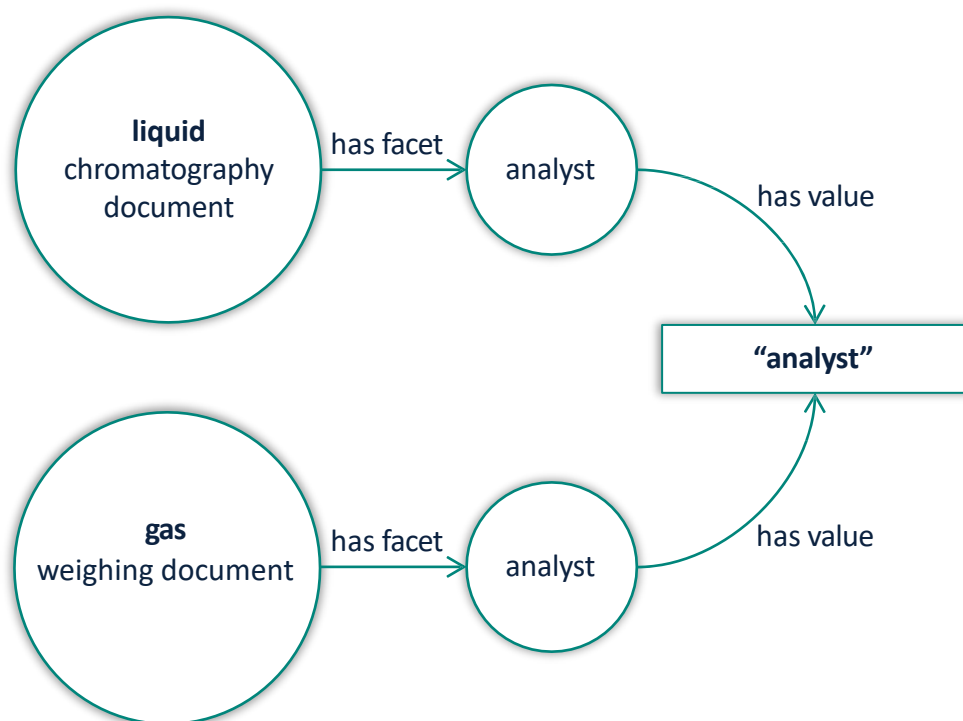 liquid
chromatography
document
has facet
analyst
has value
“analyst”
gas
weighing document
has facet
analyst
has value